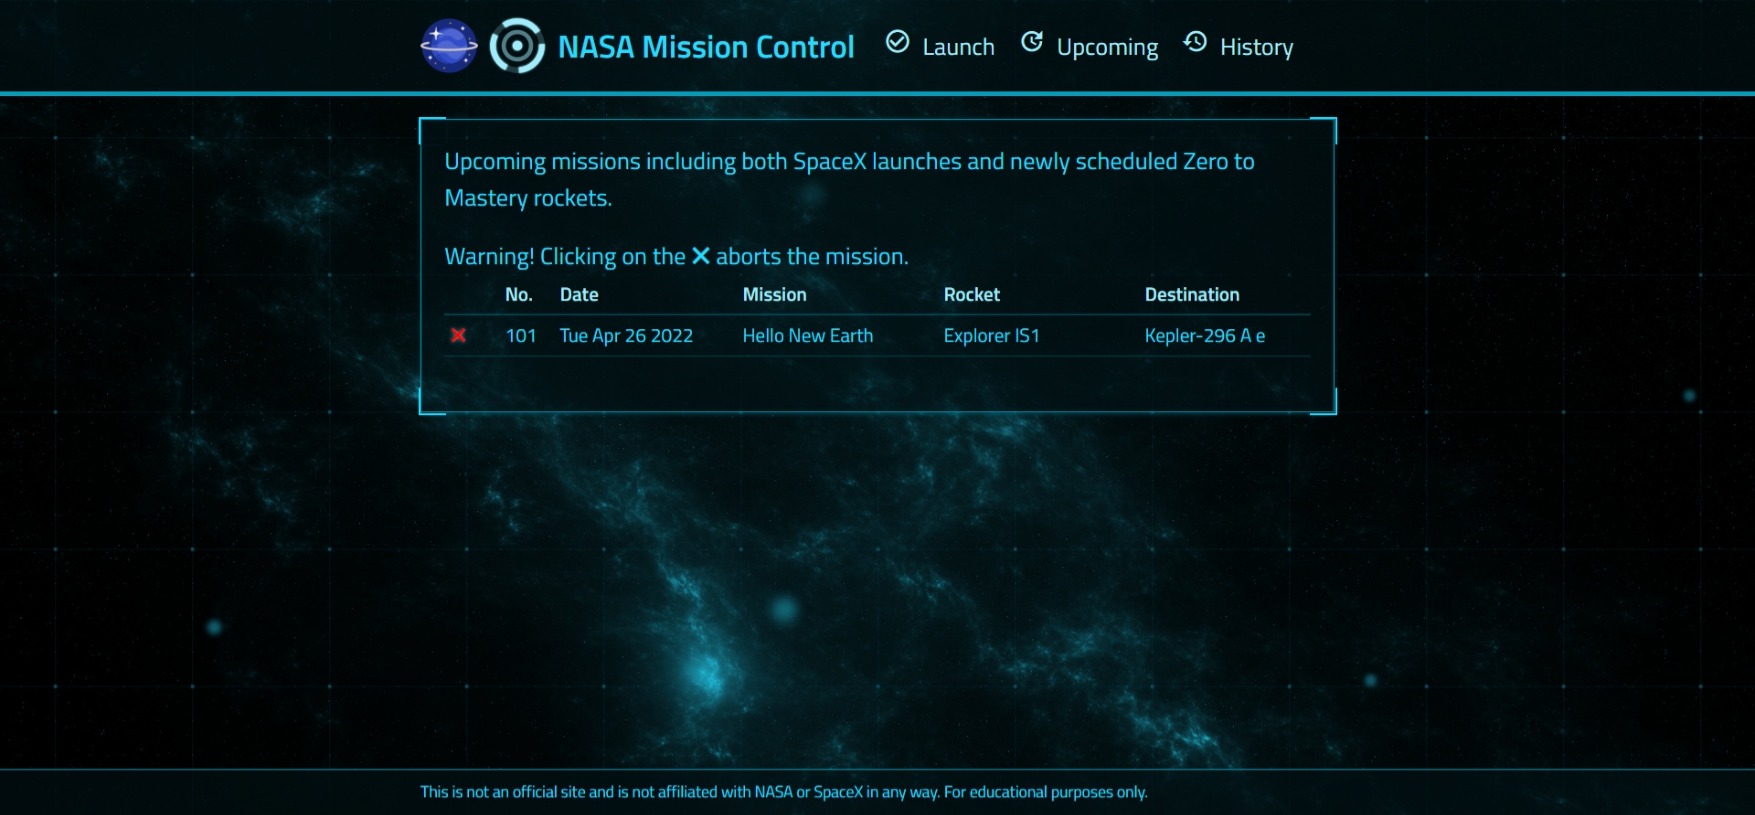 NASA Mission Control Launch Upcoming History
Upcoming missions including both SpaceX launches and newly scheduled Zero to
Mastery rockets.
Warning! Clicking on the ✕ aborts the mission.
No. Date Mission Rocket Destination
✕ 101 Tue Apr 26 2022 Hello New Earth Explorer IS1 Kepler-296 A e
This is not an official site and is not affiliated with NASA or SpaceX in any way. For educational purposes only.